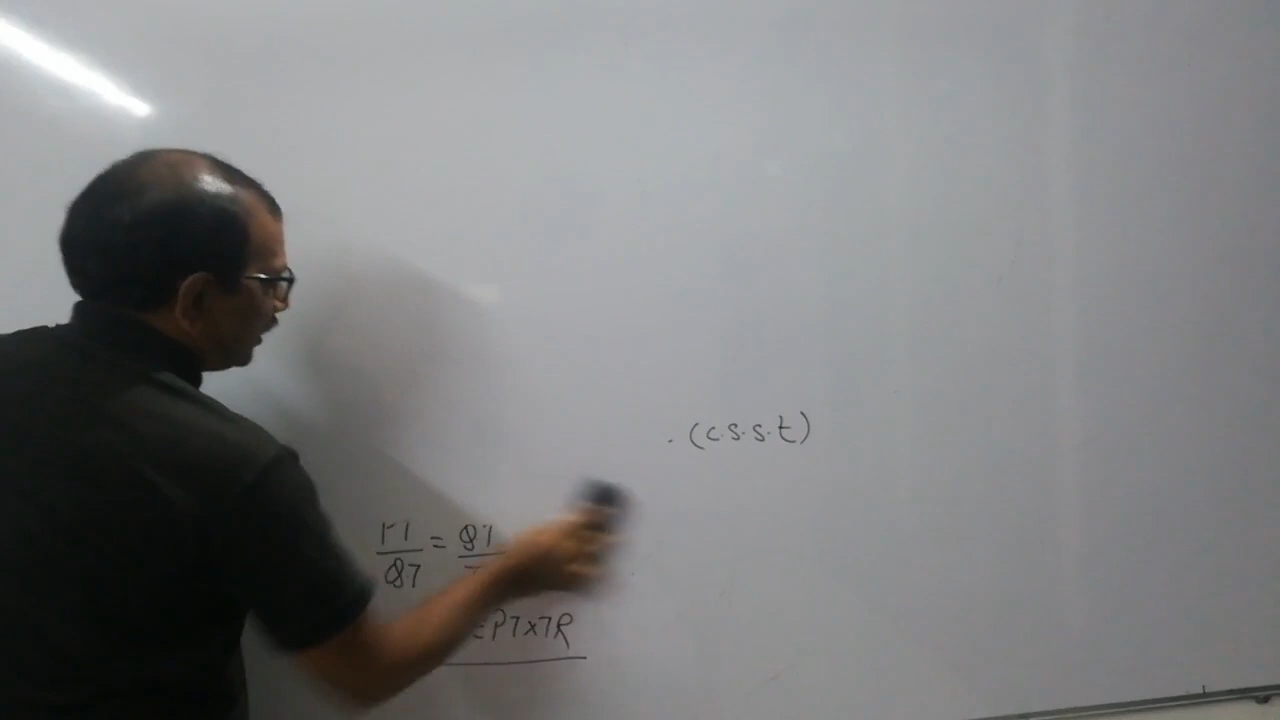 . (c.s.s.t)
PT/QT = QT/
=PT×TR